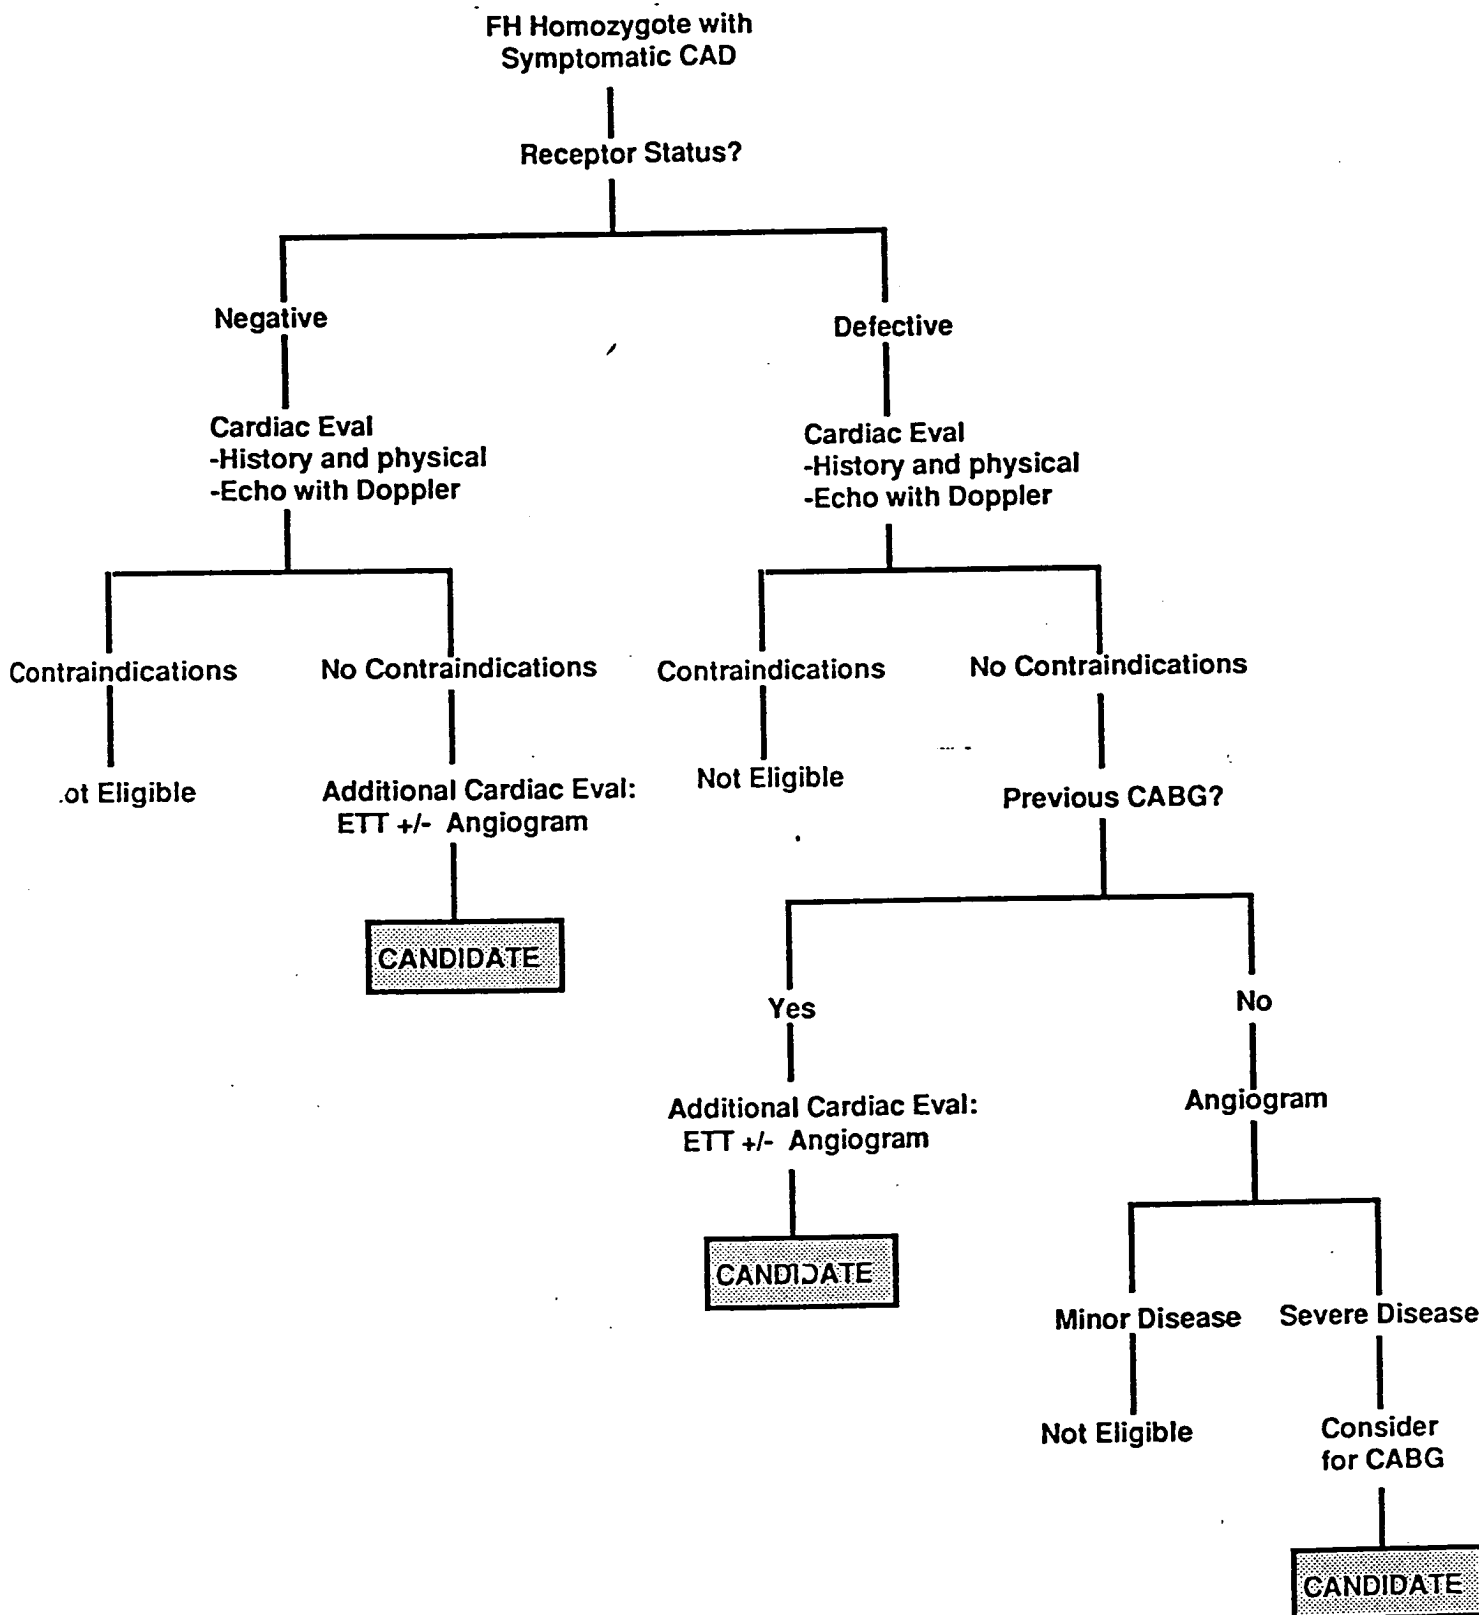 FH Homozygote with
Symptomatic CAD
Receptor Status?
Negative
Defective
Cardiac Eval
-History and physical
-Echo with Doppler
Cardiac Eval
-History and physical
-Echo with Doppler
Contraindications
No Contraindications
Contraindications
No Contraindications
ot Eligible
Additional Cardiac Eval:
ETT +/- Angiogram
Not Eligible
Previous CABG?
CANDIDATE
Yes
No
Additional Cardiac Eval:
ETT +/- Angiogram
Angiogram
CANDIDATE
Minor Disease
Severe Disease
Not Eligible
Consider
for CABG
CANDIDATE